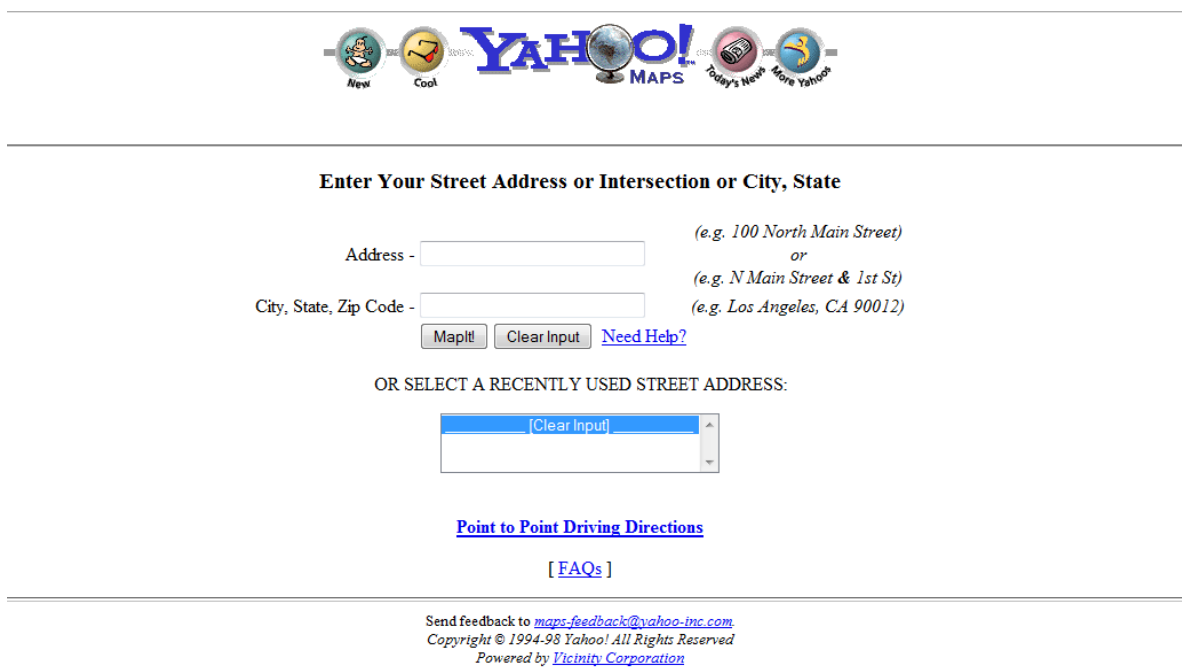 New
Cool
YAHOO!
MAPS
Today's News
More Yahoos
Enter Your Street Address or Intersection or City, State
Address -
(e.g. 100 North Main Street)
or
(e.g. N Main Street & 1st St)
City, State, Zip Code -
(e.g. Los Angeles, CA 90012)
MapIt! Clear Input Need Help?
OR SELECT A RECENTLY USED STREET ADDRESS:
__________ [Clear Input] __________
Point to Point Driving Directions
[ FAQs ]
Send feedback to maps-feedback@yahoo-inc.com.
Copyright © 1994-98 Yahoo! All Rights Reserved
Powered by Vicinity Corporation